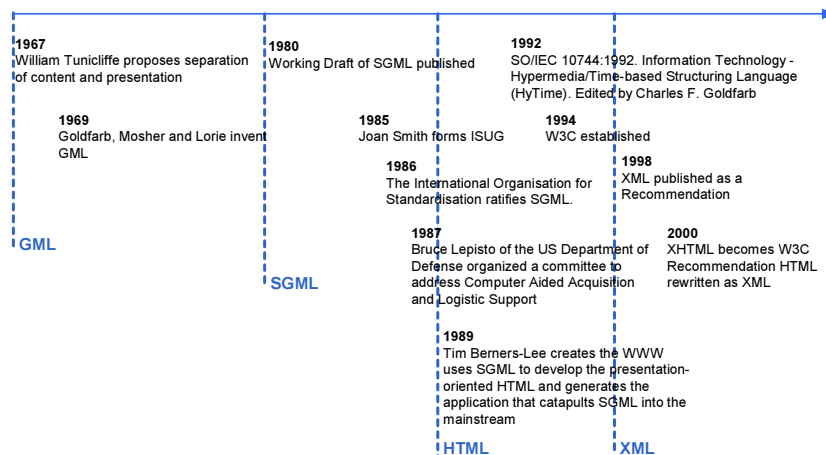 1967
William Tunicliffe proposes separation
of content and presentation
1969
Goldfarb, Mosher and Lorie invent
GML
GML
1980
Working Draft of SGML published
1985
Joan Smith forms ISUG
1986
The International Organisation for
Standardisation ratifies SGML.
1987
Bruce Lepisto of the US Department of
Defense organized a committee to
address Computer Aided Acquisition
and Logistic Support
SGML
1989
Tim Berners-Lee creates the WWW
uses SGML to develop the presentation-
oriented HTML and generates the
application that catapults SGML into the
mainstream
HTML
1992
SO/IEC 10744:1992. Information Technology -
Hypermedia/Time-based Structuring Language
(HyTime). Edited by Charles F. Goldfarb
1994
W3C established
1998
XML published as a
Recommendation
2000
XHTML becomes W3C
Recommendation HTML
rewritten as XML
XML